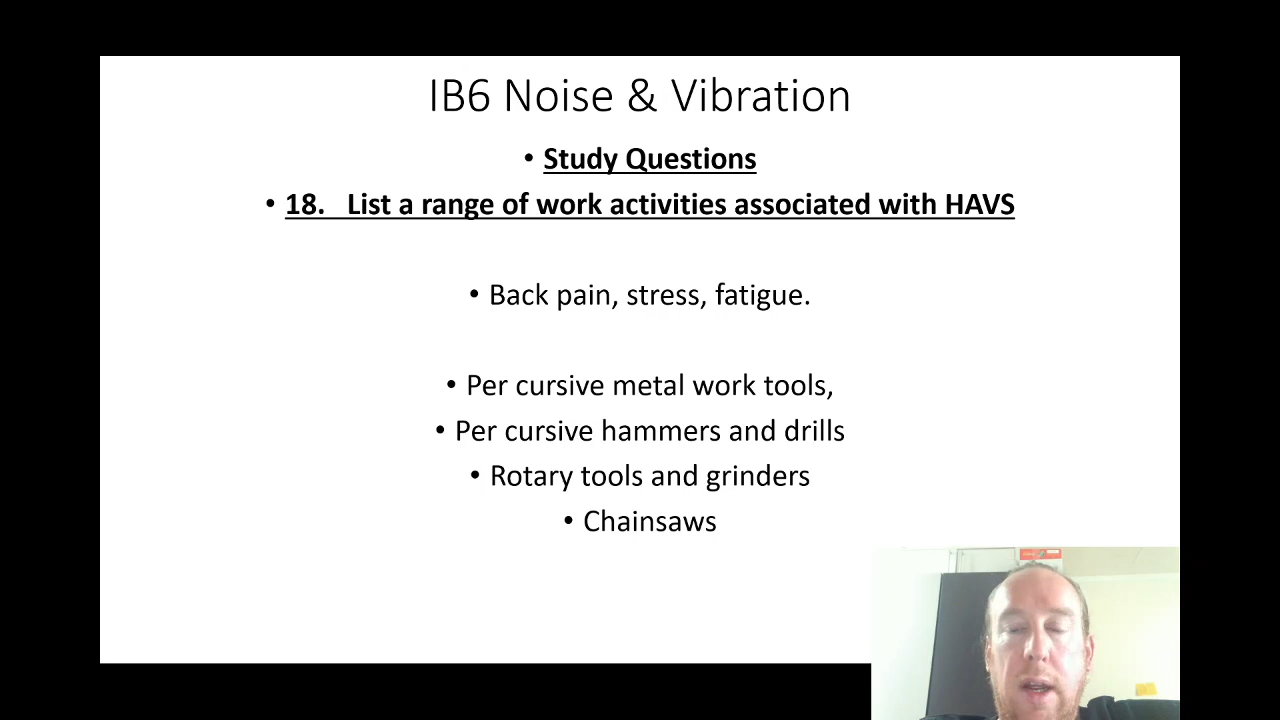 IB6 Noise & Vibration
• Study Questions
• 18. List a range of work activities associated with HAVS
• Back pain, stress, fatigue.
• Per cursive metal work tools,
• Per cursive hammers and drills
• Rotary tools and grinders
• Chainsaws